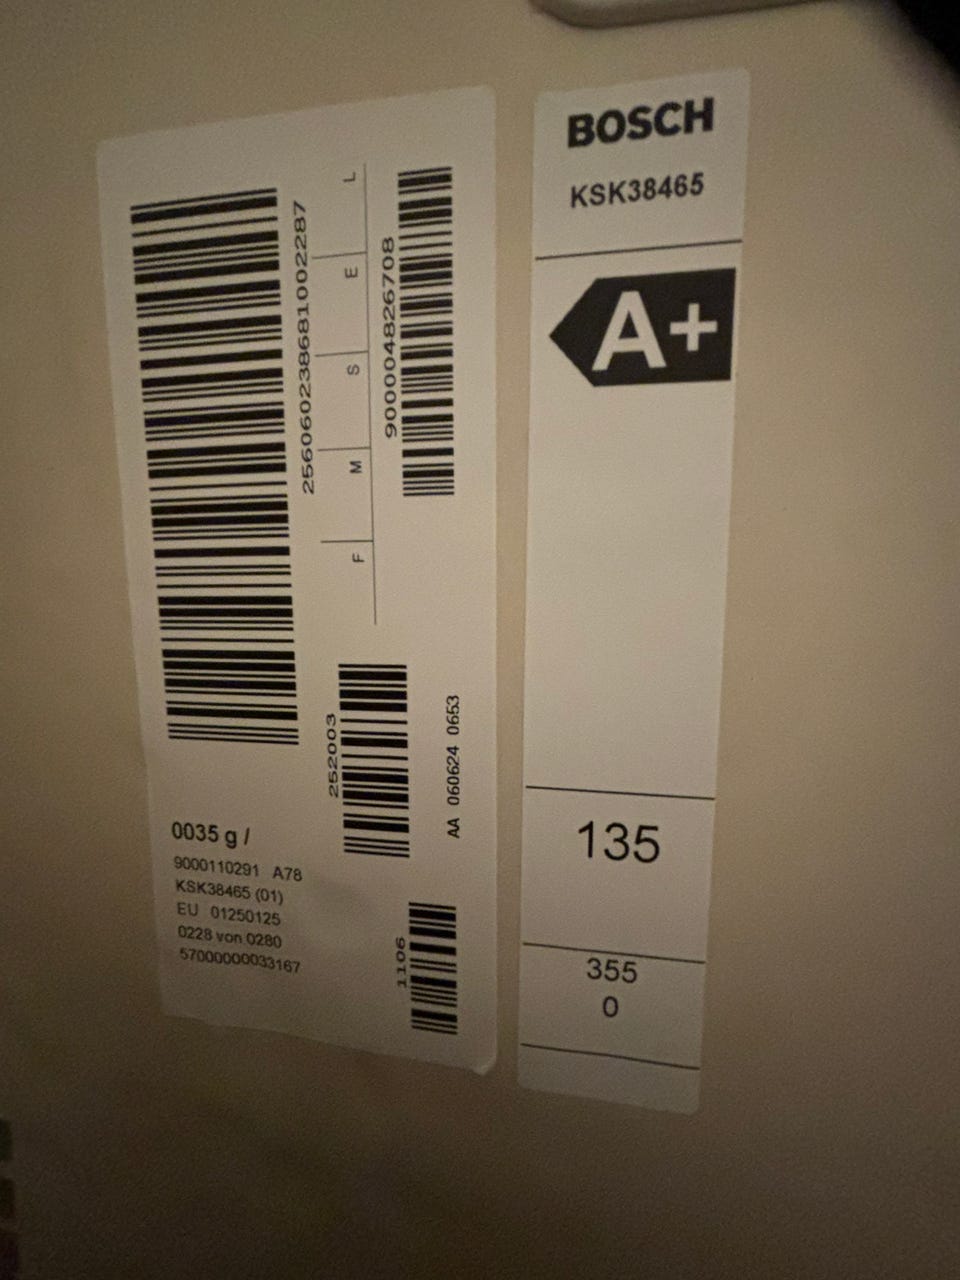 256060238681002287
L
E
S
M
F
900004826708
252003
AA 060624 0653
0035 g /
9000110291 A78
KSK38465 (01)
EU 01250125
0228 von 0280
57000000033167
1106
BOSCH
KSK38465
A+
135
355
0